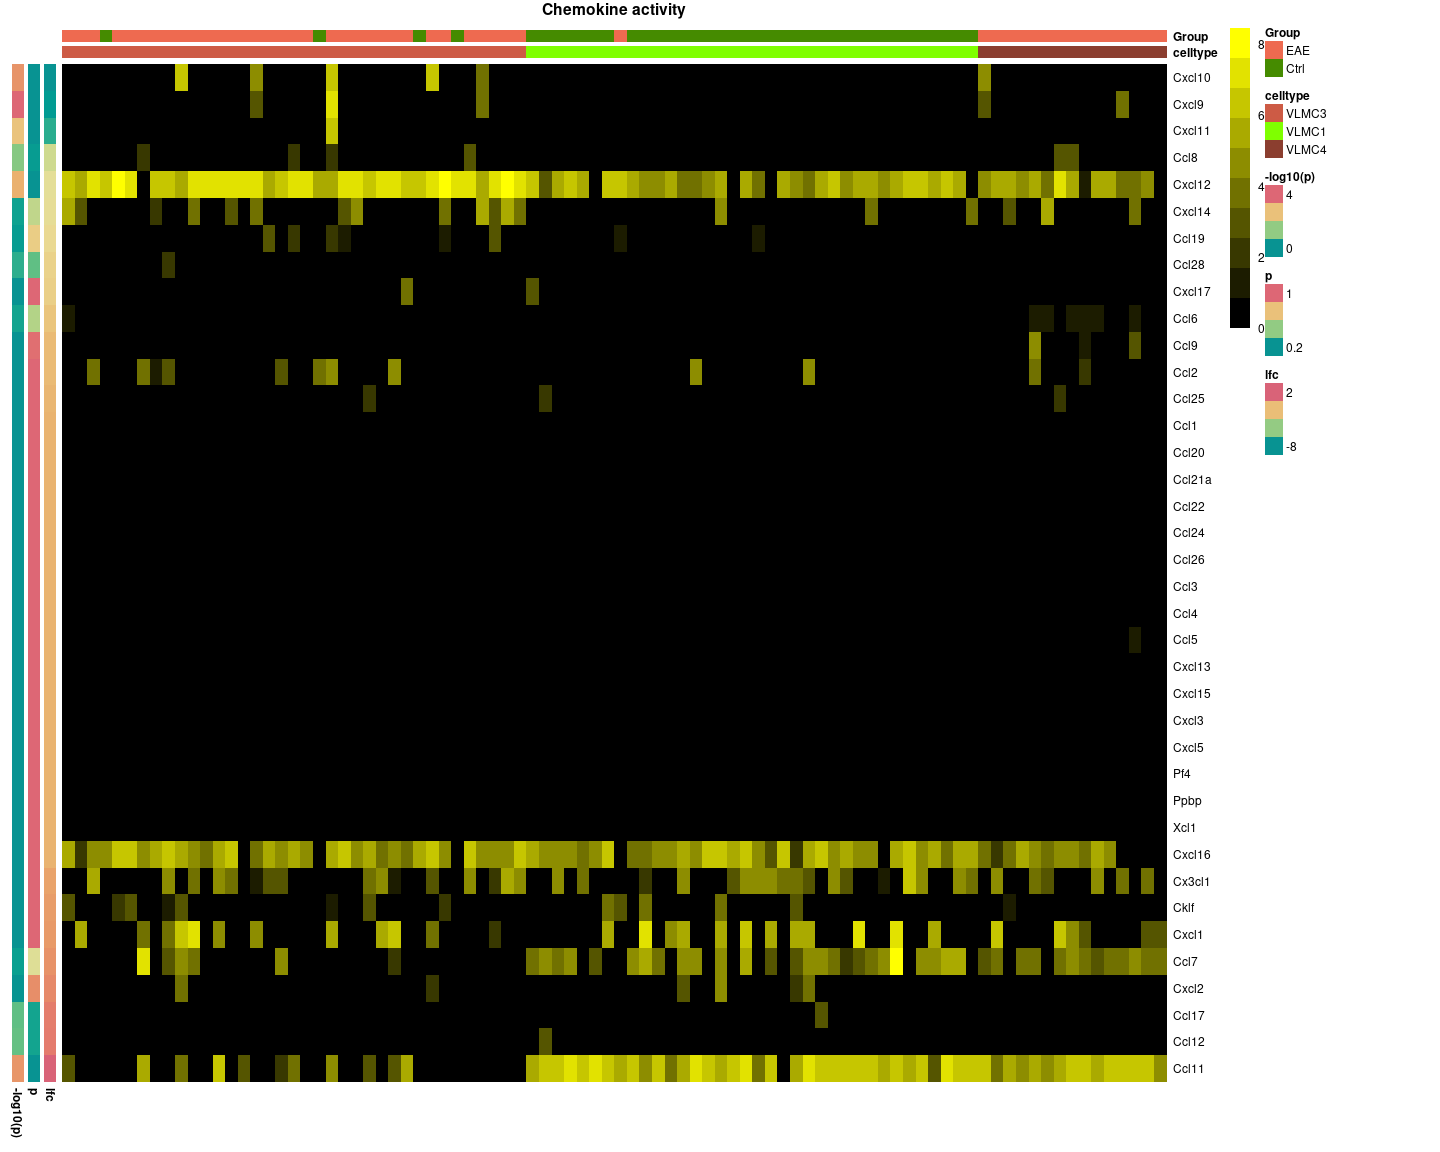 Chemokine activity
Group
celltype
Cxcl10
Cxcl9
Cxcl11
Ccl8
Cxcl12
Cxcl14
Ccl19
Ccl28
Cxcl17
Ccl6
Ccl9
Ccl2
Ccl25
Ccl1
Ccl20
Ccl21a
Ccl22
Ccl24
Ccl26
Ccl3
Ccl4
Ccl5
Cxcl13
Cxcl15
Cxcl3
Cxcl5
Pf4
Ppbp
Xcl1
Cxcl16
Cx3cl1
Cklf
Cxcl1
Ccl7
Cxcl2
Ccl17
Ccl12
Ccl11
-log10(p)
p
lfc
8
6
4
2
0
Group
EAE
Ctrl
celltype
VLMC3
VLMC1
VLMC4
-log10(p)
4
0
p
1
0.2
lfc
2
-8